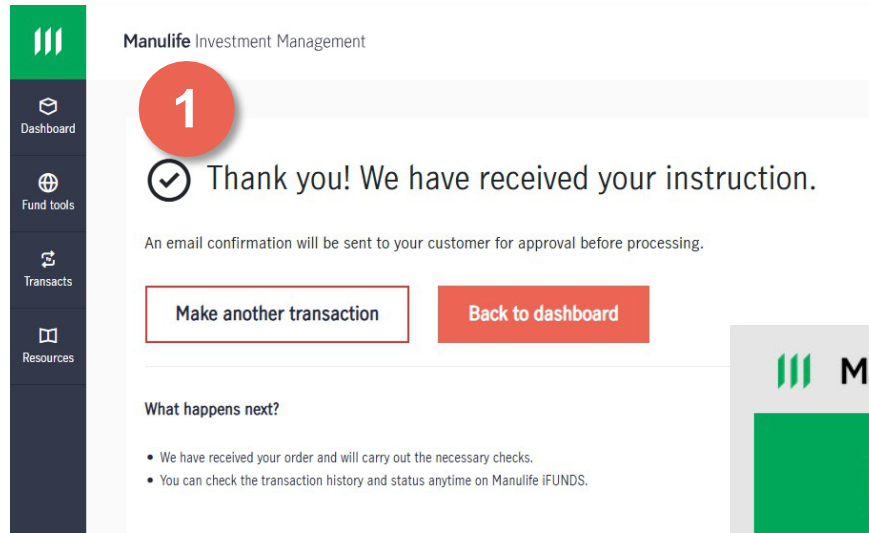 Manulife Investment Management
1
Dashboard
Fund tools
Transacts
Resources
Thank you! We have received your instruction.
An email confirmation will be sent to your customer for approval before processing.
Make another transaction
Back to dashboard
What happens next?
• We have received your order and will carry out the necessary checks.
• You can check the transaction history and status anytime on Manulife iFUNDS.
M